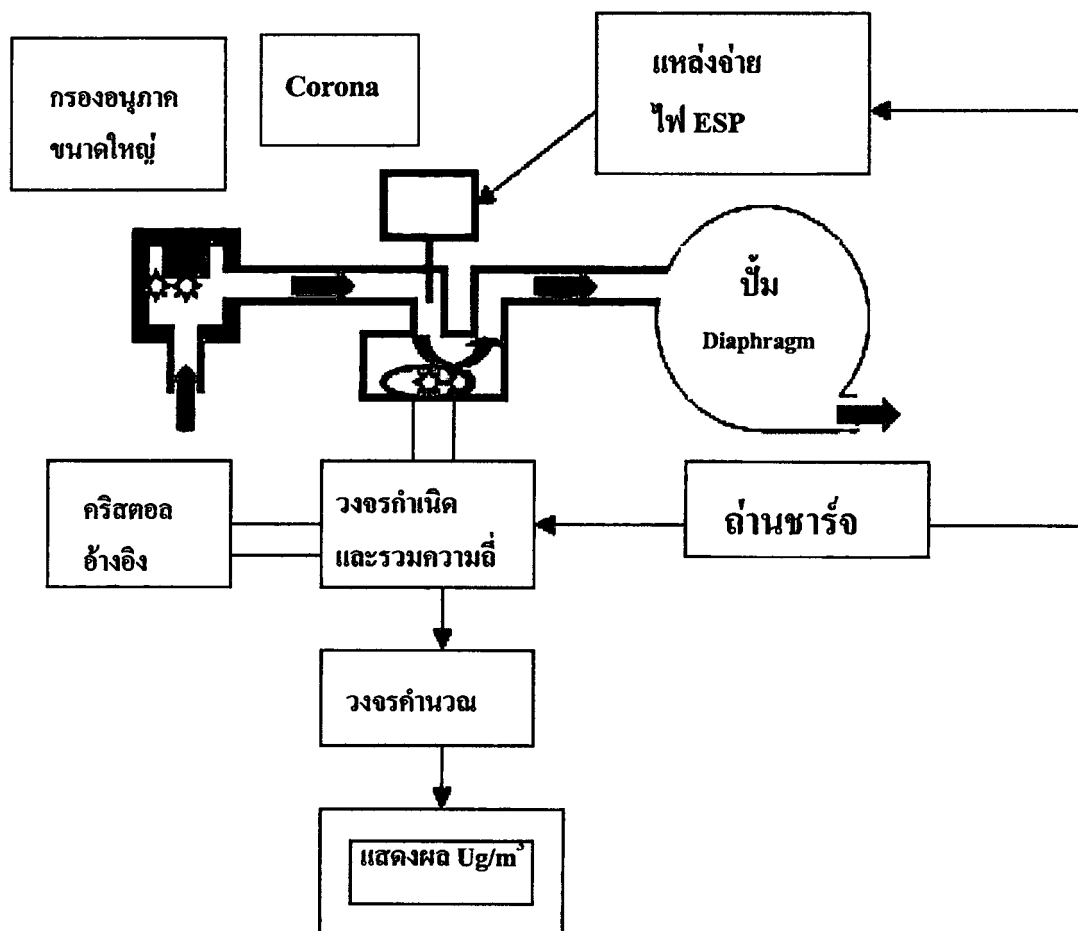 กรองอนุภาค
ขนาดใหญ่
Corona
แหล่งจ่าย
ไฟ ESP
ปั๊ม
Diaphragm
คริสตอล
อ้างอิง
วงจรกำเนิด
และรวมความถี่
ถ่านชาร์จ
วงจรคำนวณ
แสดงผล Ug/m³